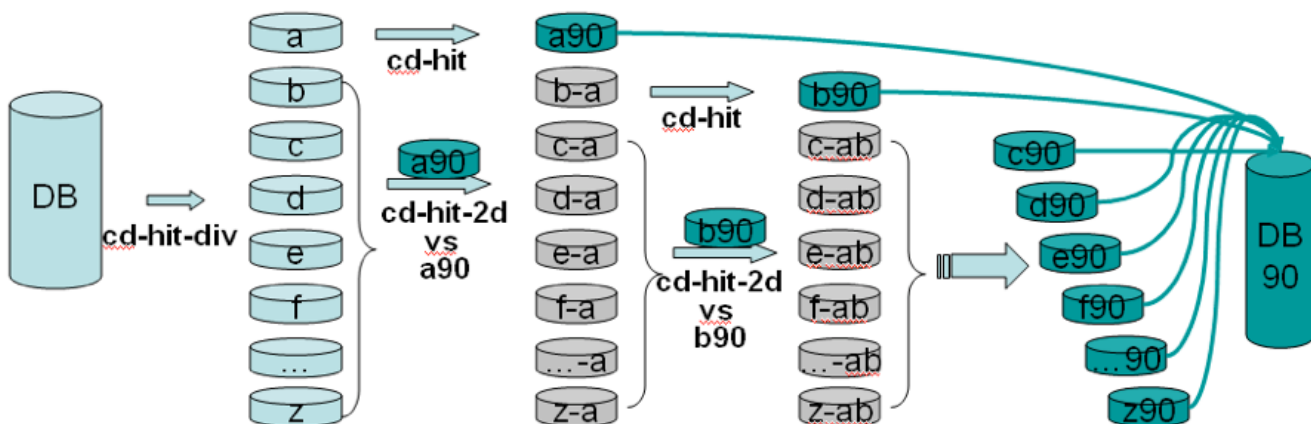 DB
cd-hit-div
a
b
c
d
e
f
...
z
cd-hit
a90
cd-hit-2d
vs
a90
a90
b-a
c-a
d-a
e-a
f-a
...-a
z-a
cd-hit
b90
cd-hit-2d
vs
b90
b90
c-ab
d-ab
e-ab
f-ab
...-ab
z-ab
c90
d90
e90
f90
...90
z90
DB
90